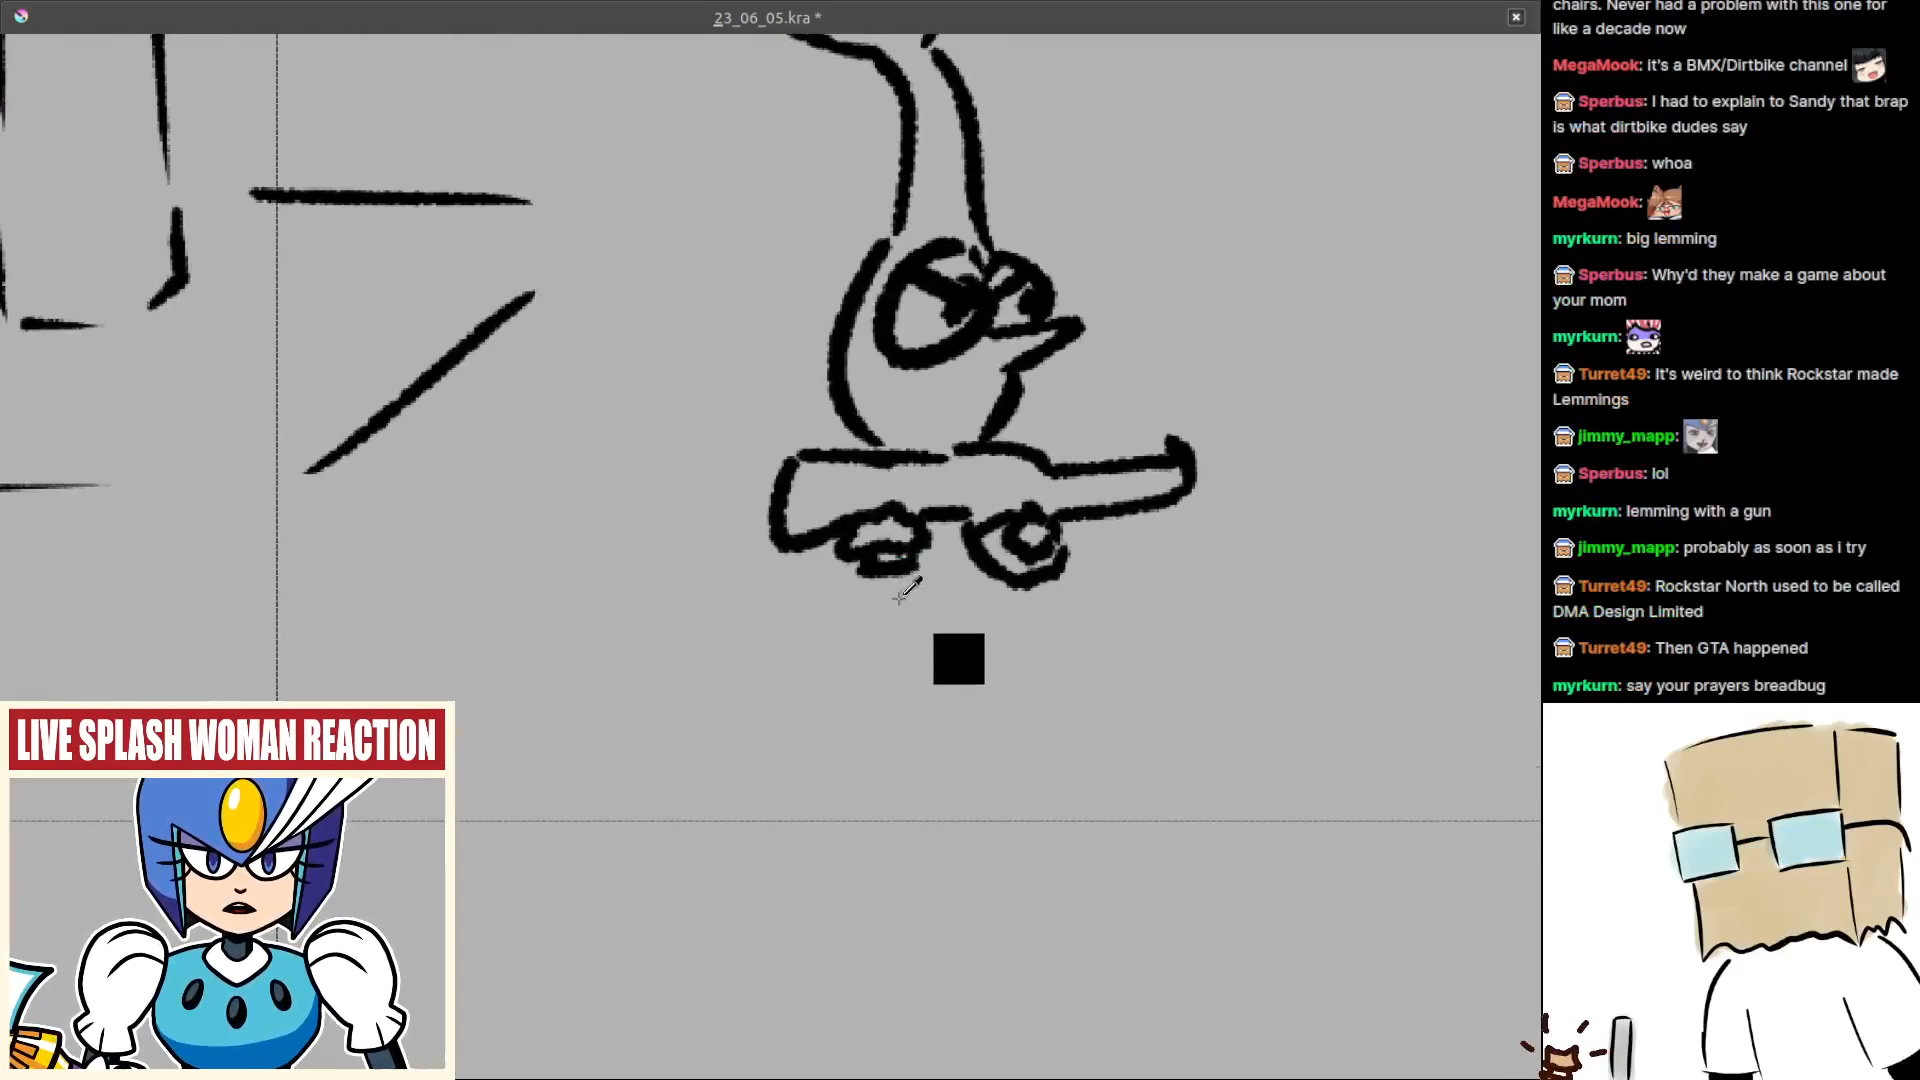 23_06_05.kra *
chairs. Never had a problem with this one for
like a decade now
MegaMook: it's a BMX/Dirtbike channel
Sperbus: I had to explain to Sandy that brap
is what dirtbike dudes say
Sperbus: whoa
MegaMook:
myrkurn: big lemming
Sperbus: Why'd they make a game about
your mom
myrkurn:
Turret49: It's weird to think Rockstar made
Lemmings
jimmy_mapp:
Sperbus: lol
myrkurn: lemming with a gun
jimmy_mapp: probably as soon as i try
Turret49: Rockstar North used to be called
DMA Design Limited
Turret49: Then GTA happened
myrkurn: say your prayers breadbug
LIVE SPLASH WOMAN REACTION